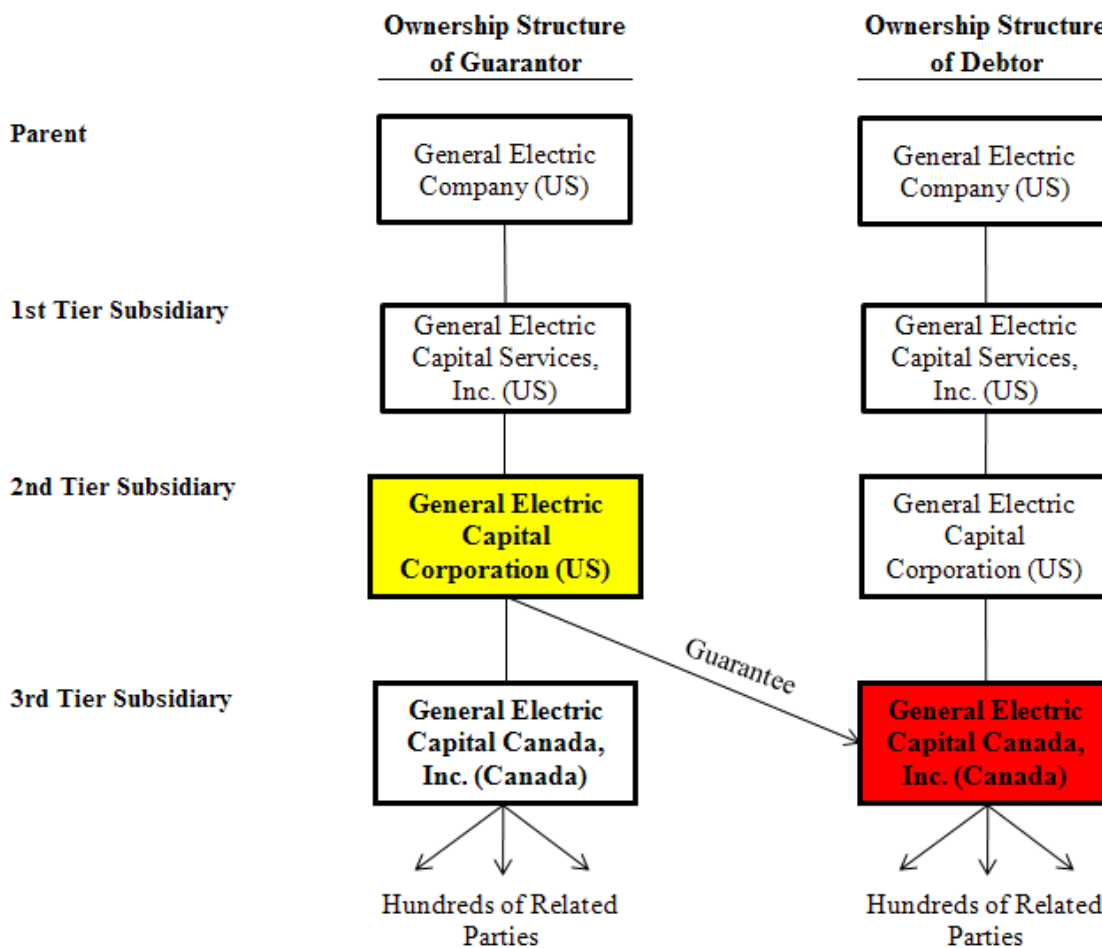 Ownership Structure
of Guarantor
Ownership Structure
of Debtor
Parent
General Electric
Company (US)
General Electric
Company (US)
1st Tier Subsidiary
General Electric
Capital Services,
Inc. (US)
General Electric
Capital Services,
Inc. (US)
2nd Tier Subsidiary
General Electric
Capital
Corporation (US)
General Electric
Capital
Corporation (US)
Guarantee
3rd Tier Subsidiary
General Electric
Capital Canada,
Inc. (Canada)
General Electric
Capital Canada,
Inc. (Canada)
Hundreds of Related
Parties
Hundreds of Related
Parties